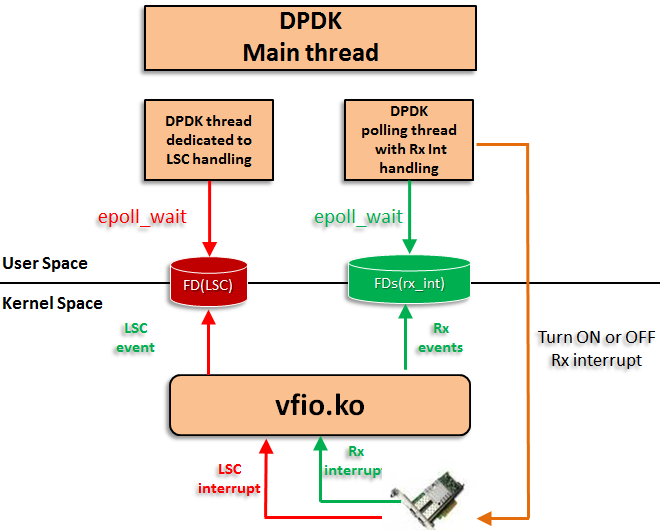 DPDK
Main thread
DPDK thread
dedicated to
LSC handling
DPDK
polling thread
with Rx Int
handling
epoll_wait
epoll_wait
User Space
FD(LSC)
FDs(rx_int)
Kernel Space
LSC
event
Rx
events
Turn ON or OFF
Rx interrupt
vfio.ko
LSC
interrupt
Rx
interrup